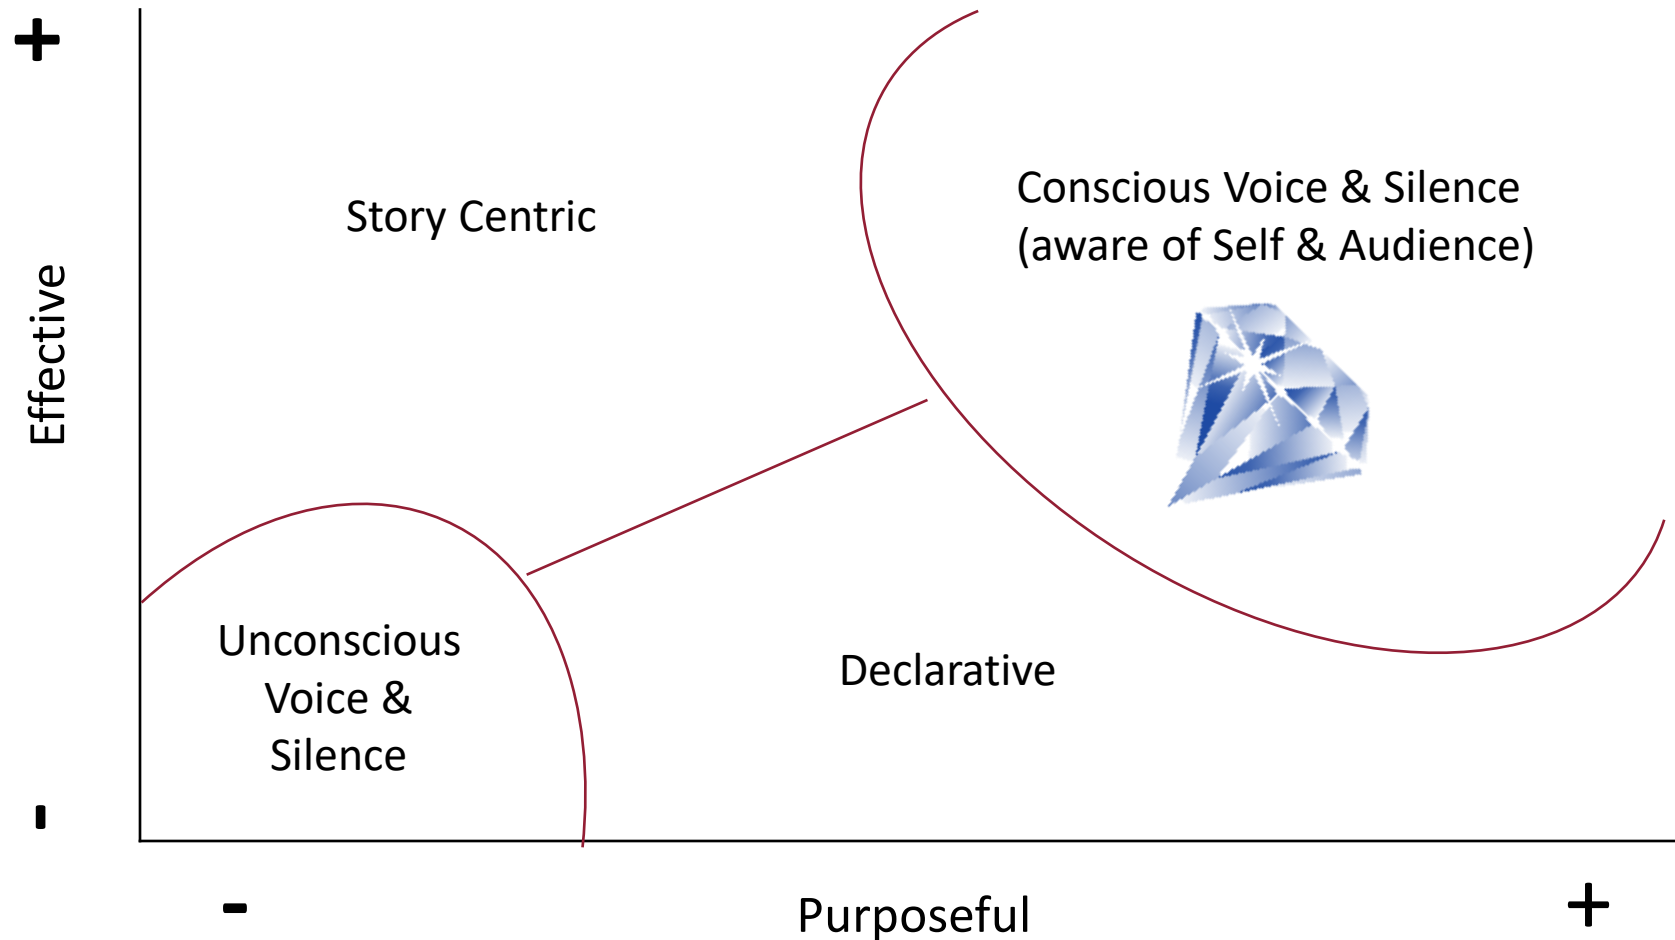 +
Effective
-
Story Centric
Conscious Voice & Silence
(aware of Self & Audience)
Unconscious
Voice &
Silence
Declarative
-
Purposeful
+